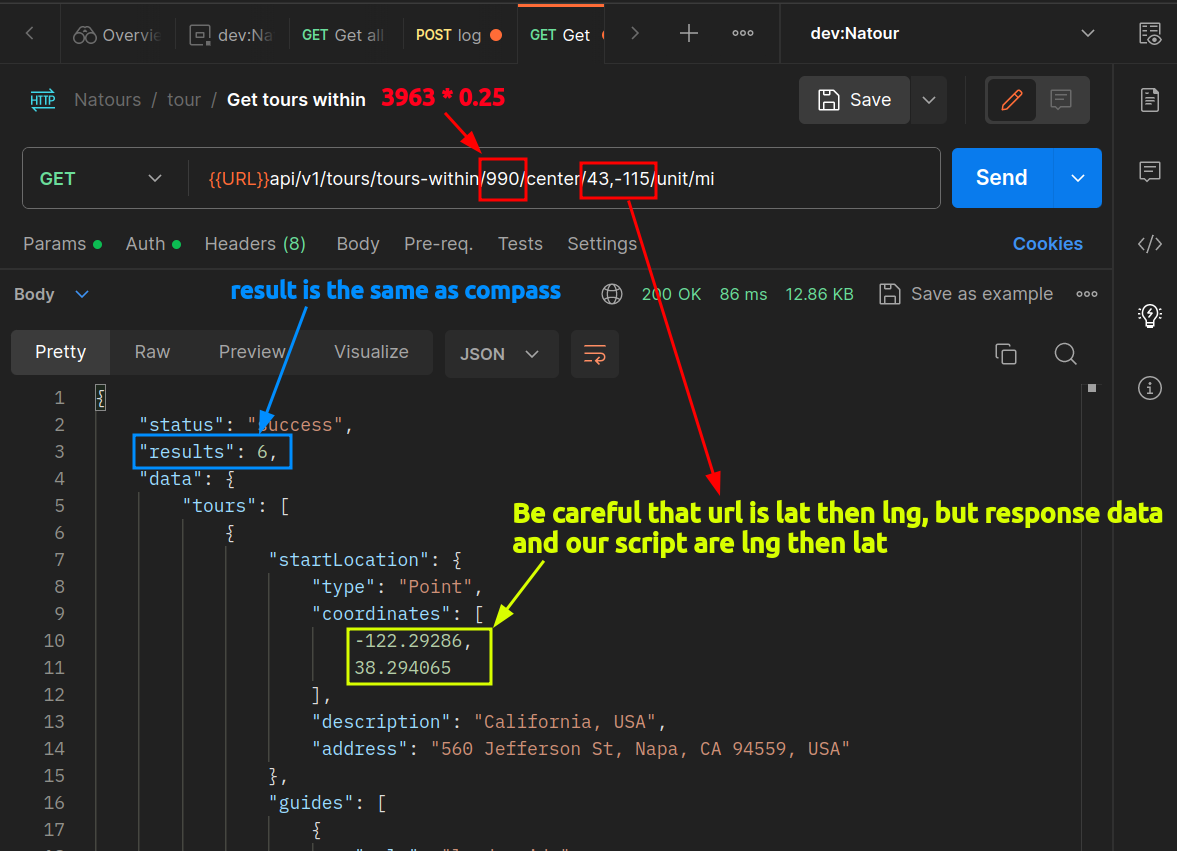 Overvie dev:Na GET Get all POST log GET Get dev:Natour
HTTP Natours / tour / Get tours within 3963 * 0.25 Save
GET {{URL}}api/v1/tours/tours-within/990/center/43,-115/unit/mi Send
Params Auth Headers (8) Body Pre-req. Tests Settings Cookies
Body result is the same as compass 200 OK 86 ms 12.86 KB Save as example
Pretty Raw Preview Visualize JSON
1 {
2 "status": "success",
3 "results": 6,
4 "data": {
5 "tours": [
Be careful that url is lat then lng, but response data
and our script are lng then lat
6 {
7 "startLocation": {
8 "type": "Point",
9 "coordinates": [
10 -122.29286,
11 38.294065
12 ],
13 "description": "California, USA",
14 "address": "560 Jefferson St, Napa, CA 94559, USA"
15 },
16 "guides": [
17 {